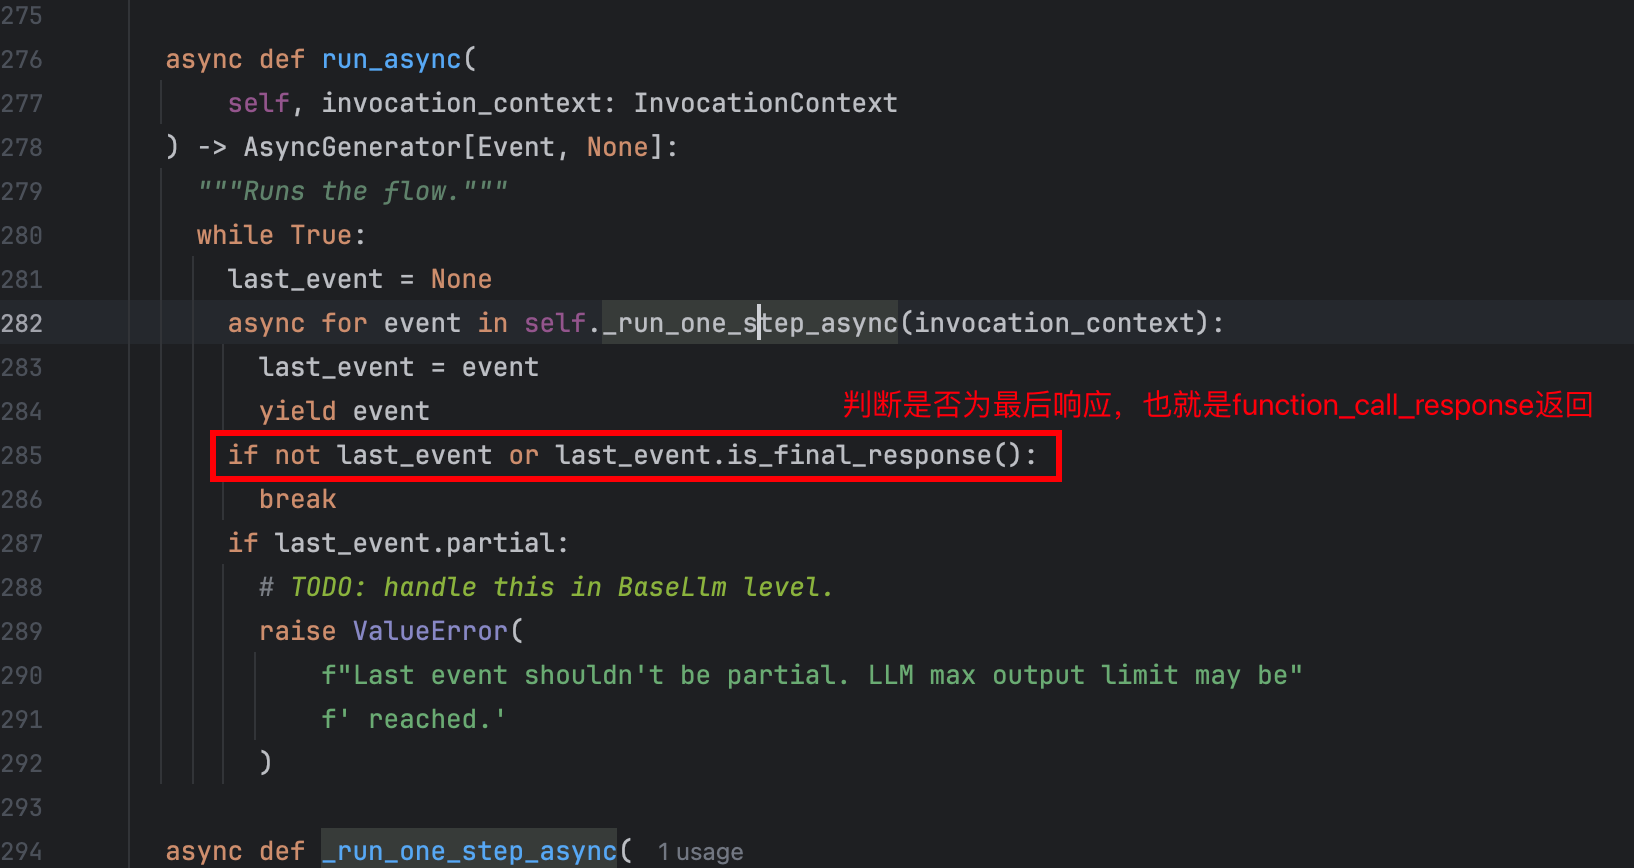 275
276 async def run_async(
277 self, invocation_context: InvocationContext
278 ) -> AsyncGenerator[Event, None]:
279 """Runs the flow."""
280 while True:
281 last_event = None
282 async for event in self._run_one_step_async(invocation_context):
283 last_event = event
判断是否为最后响应，也就是function_call_response返回
284 yield event
285 if not last_event or last_event.is_final_response():
286 break
287 if last_event.partial:
288 # TODO: handle this in BaseLlm level.
289 raise ValueError(
290 f"Last event shouldn't be partial. LLM max output limit may be"
291 f' reached.'
292 )
293
294 async def _run_one_step_async( 1 usage